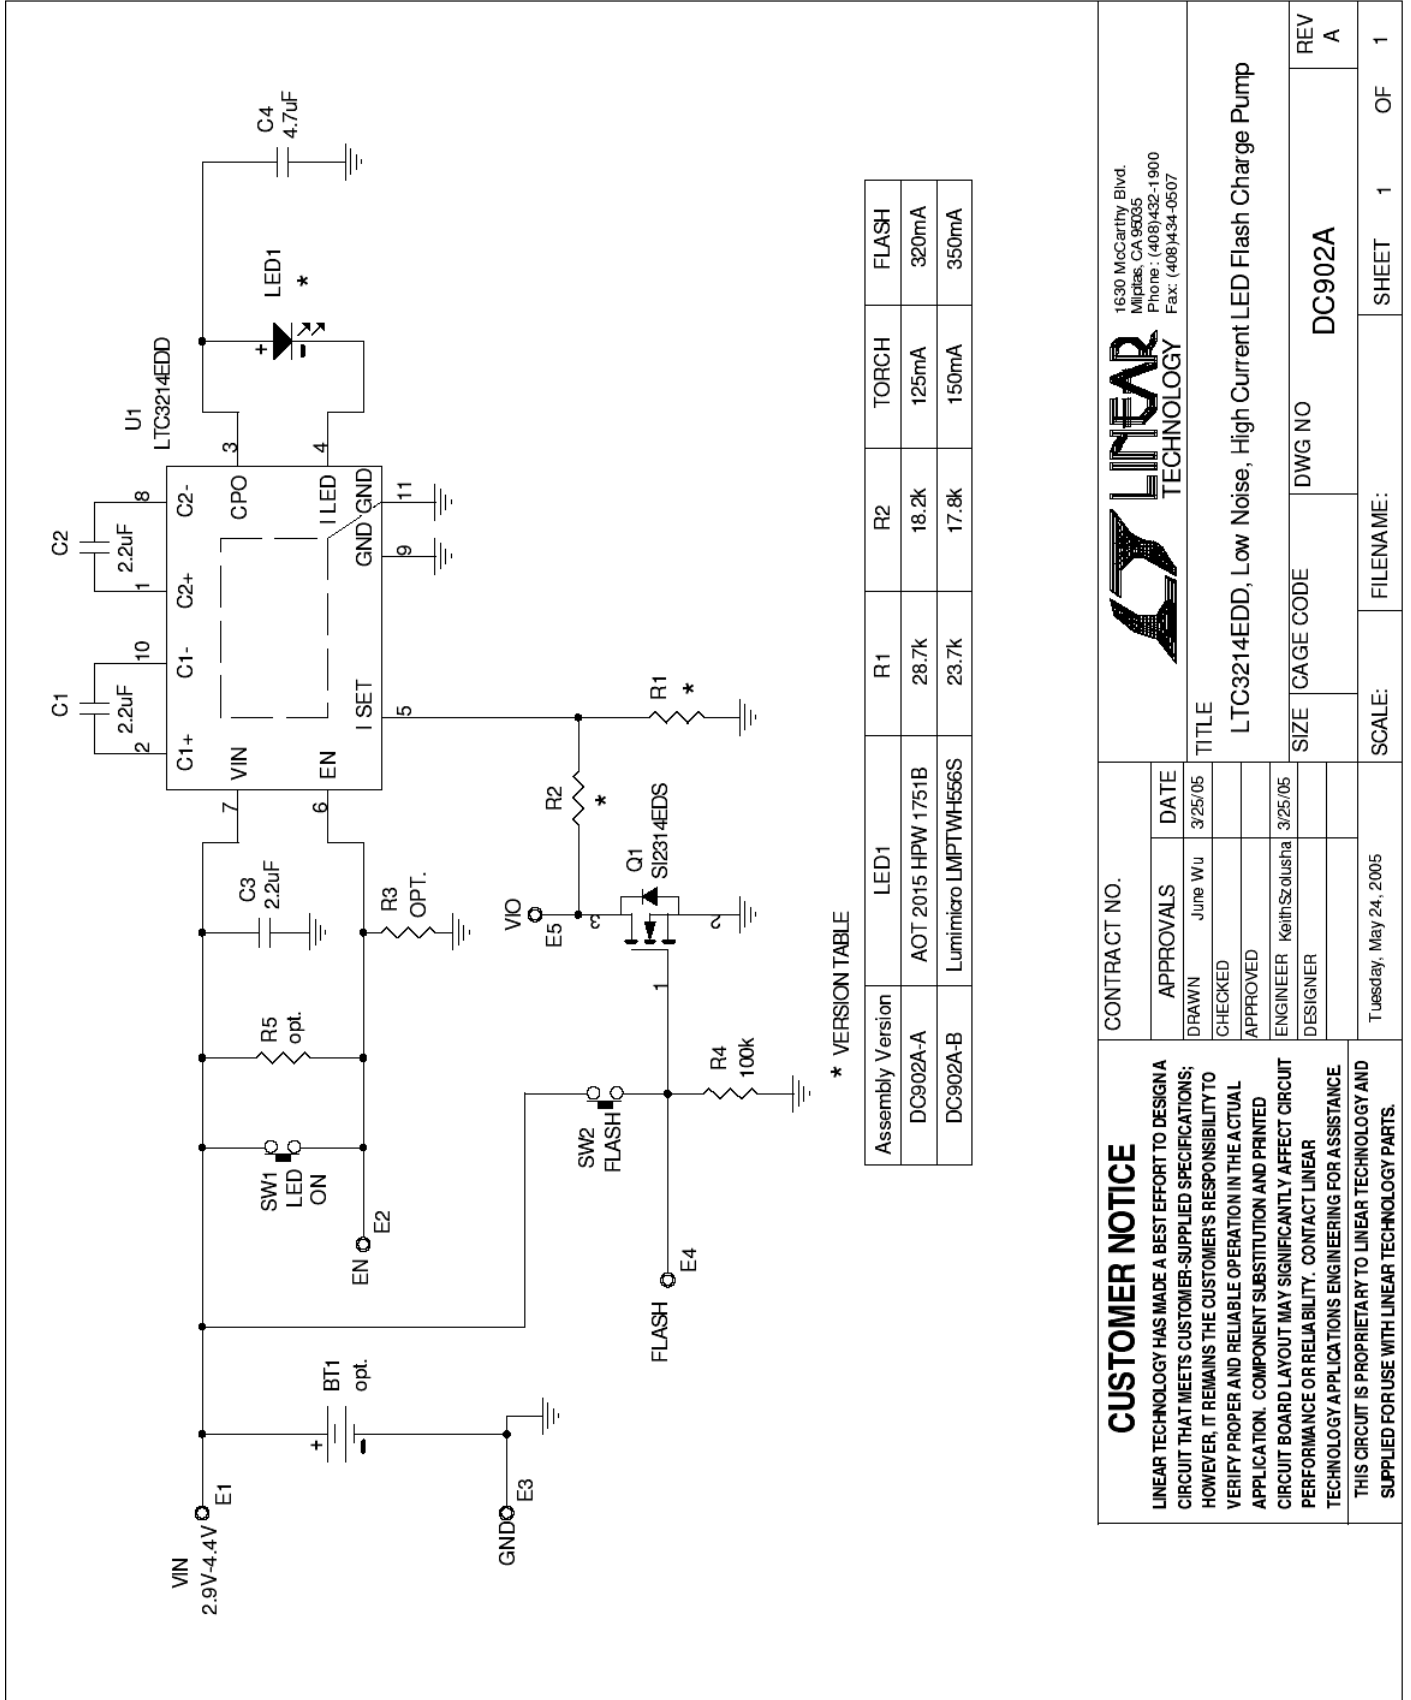 VIN
2.9V-4.4V
E1
BT1
opt.
+
-
GND
E3
EN
E2
SW1
LED
ON
R5
opt.
C3
2.2uF
R3
OPT.
C1
2.2uF
C2
2.2uF
2
10
1
8
C1+
C1-
C2+
C2-
U1
LTC3214EDD
7
VIN
6
EN
CPO
3
I LED
4
I SET
5
GND
9
GND
11
+
-
LED1
*
C4
4.7uF
R1
*
R2
*
VIO
E5
3
Q1
SI2314EDS
2
1
SW2
FLASH
FLASH
E4
R4
100k
* VERSION TABLE
Assembly Version LED1 R1 R2 TORCH FLASH
DC902A-A AOT 2015 HPW 1751B 28.7k 18.2k 125mA 320mA
DC902A-B Lumimicro LMPTWH556S 23.7k 17.8k 150mA 350mA
CUSTOMER NOTICE
LINEAR TECHNOLOGY HAS MADE A BEST EFFORT TO DESIGN A
CIRCUIT THAT MEETS CUSTOMER-SUPPLIED SPECIFICATIONS;
HOWEVER, IT REMAINS THE CUSTOMER'S RESPONSIBILITY TO
VERIFY PROPER AND RELIABLE OPERATION IN THE ACTUAL
APPLICATION. COMPONENT SUBSTITUTION AND PRINTED
CIRCUIT BOARD LAYOUT MAY SIGNIFICANTLY AFFECT CIRCUIT
PERFORMANCE OR RELIABILITY. CONTACT LINEAR
TECHNOLOGY APPLICATIONS ENGINEERING FOR ASSISTANCE.
THIS CIRCUIT IS PROPRIETARY TO LINEAR TECHNOLOGY AND
SUPPLIED FOR USE WITH LINEAR TECHNOLOGY PARTS.
CONTRACT NO.
APPROVALS DATE
DRAWN June Wu 3/25/05
CHECKED
APPROVED
ENGINEER Keith Szolusha 3/25/05
DESIGNER
Tuesday, May 24, 2005
LINEAR
TECHNOLOGY
1630 McCarthy Blvd.
Milpitas, CA 95035
Phone: (408)432-1900
Fax: (408)434-0507
TITLE
LTC3214EDD, Low Noise, High Current LED Flash Charge Pump
SIZE
CAGE CODE
DWG NO
DC902A
REV
A
SCALE:
FILENAME:
SHEET 1 OF 1